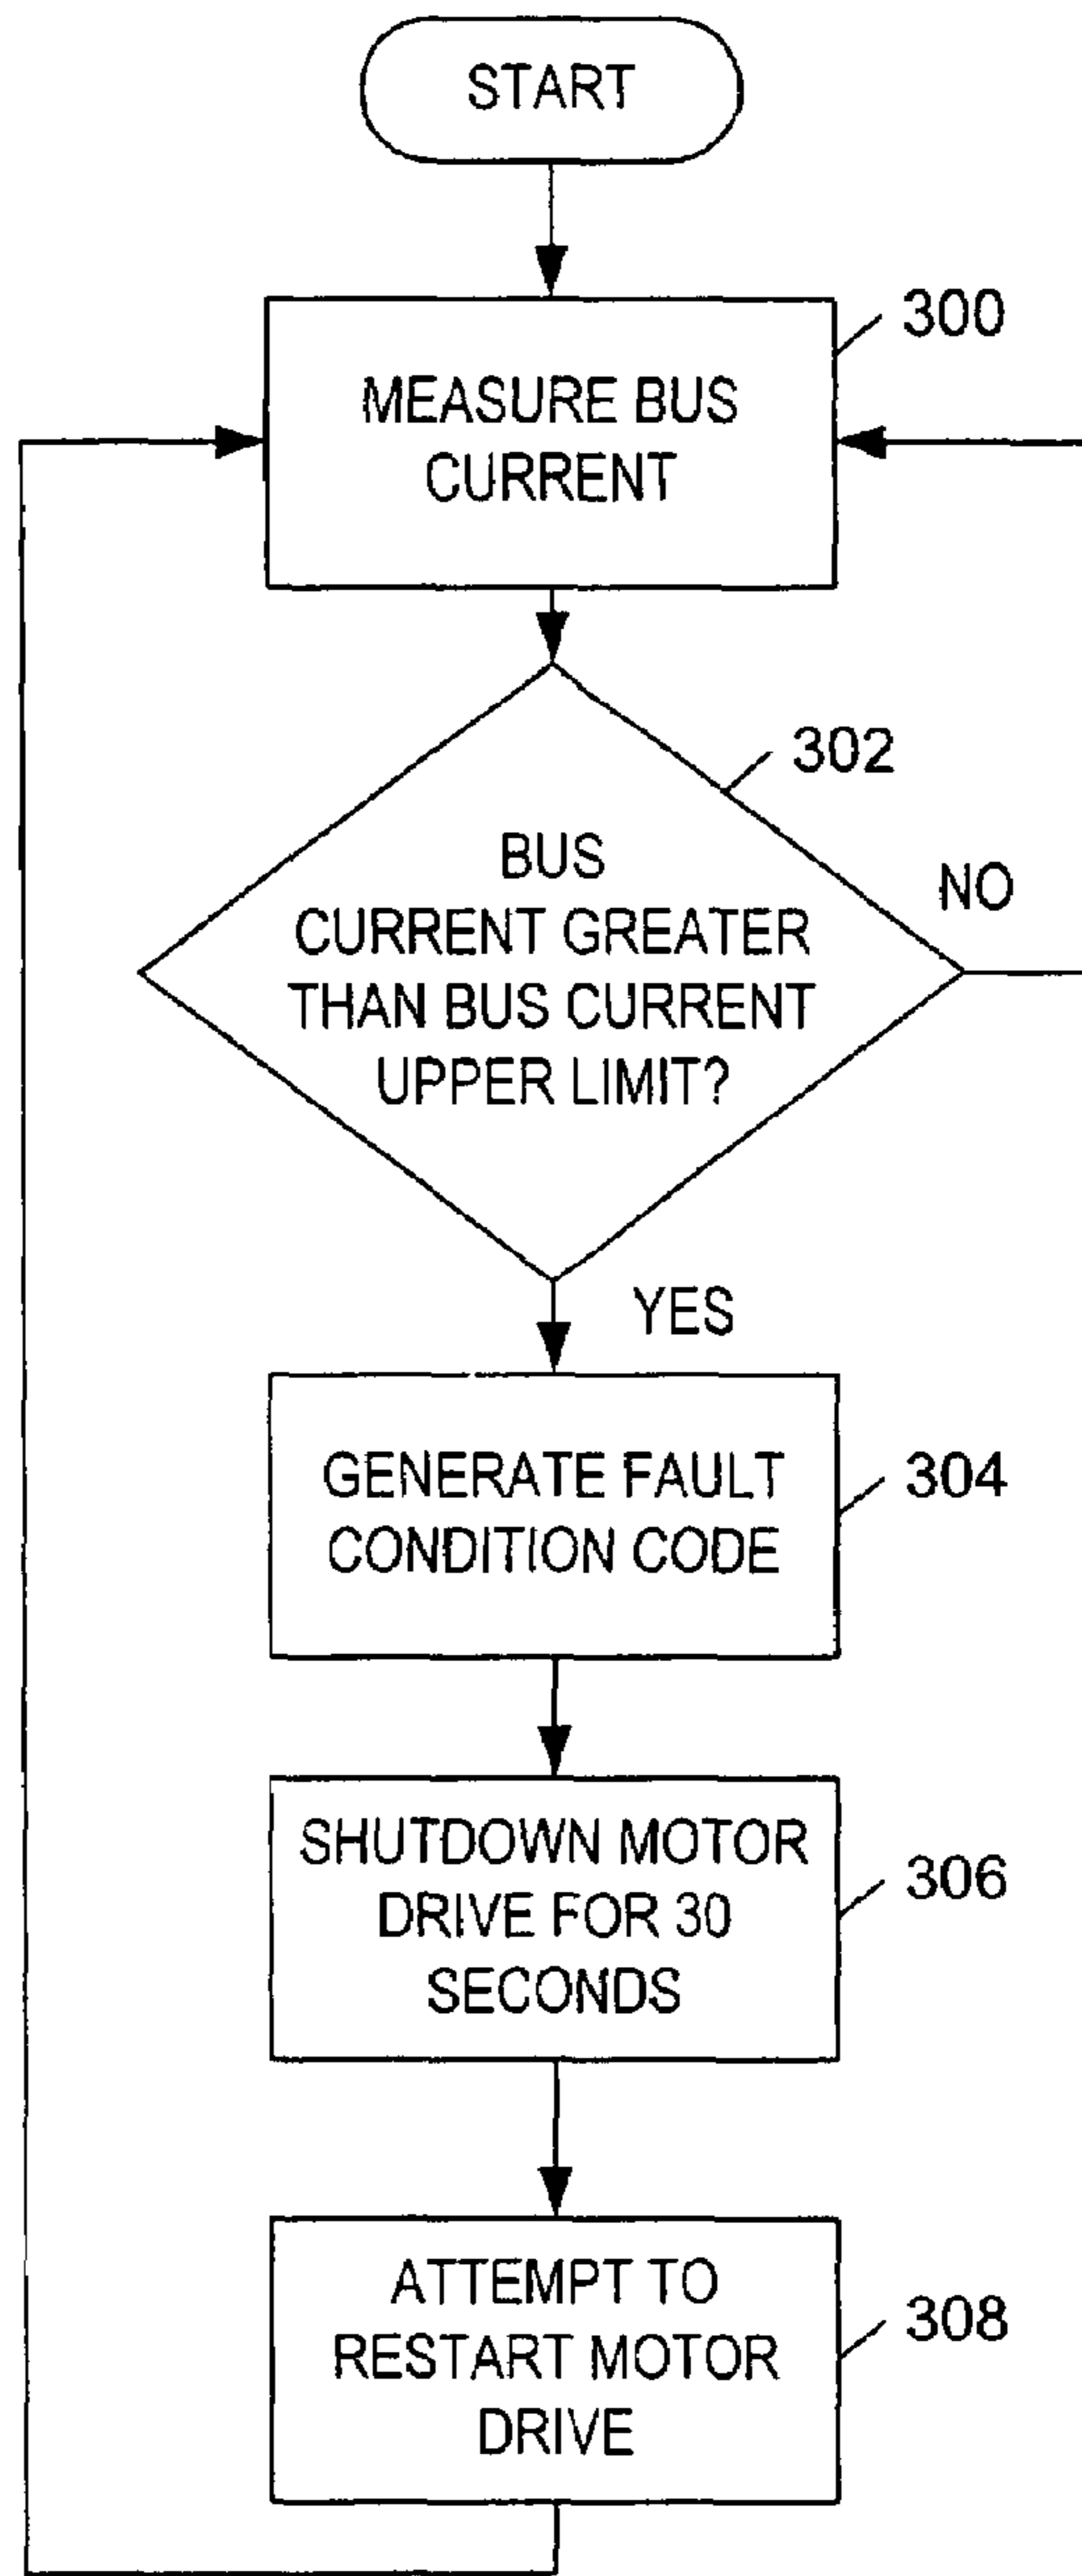 START
300
MEASURE BUS
CURRENT
302
BUS
CURRENT GREATER
THAN BUS CURRENT
UPPER LIMIT?
NO
YES
GENERATE FAULT
CONDITION CODE
304
SHUTDOWN MOTOR
DRIVE FOR 30
SECONDS
306
ATTEMPT TO
RESTART MOTOR
DRIVE
308